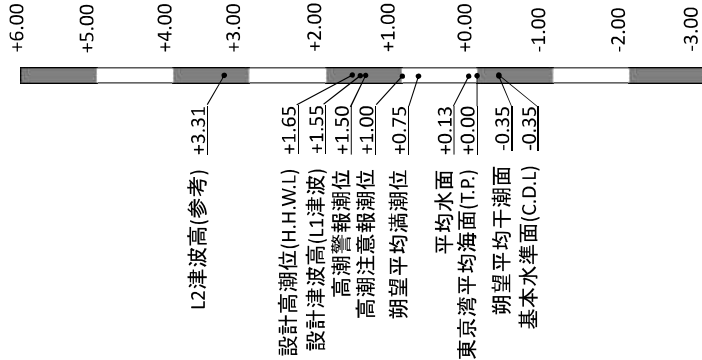 +6.00
+5.00
+4.00
+3.00
+2.00
+1.00
+0.00
-1.00
-2.00
-3.00
L2津波高(参考) +3.31
設計高潮位(H.H.W.L) +1.65
設計津波高(L1津波) +1.55
高潮警報潮位 +1.50
高潮注意報潮位 +1.00
朔望平均満潮位 +0.75
平均水面 +0.13
東京湾平均海面(T.P.) +0.00
朔望平均干潮面 -0.35
基本水準面(C.D.L) -0.35